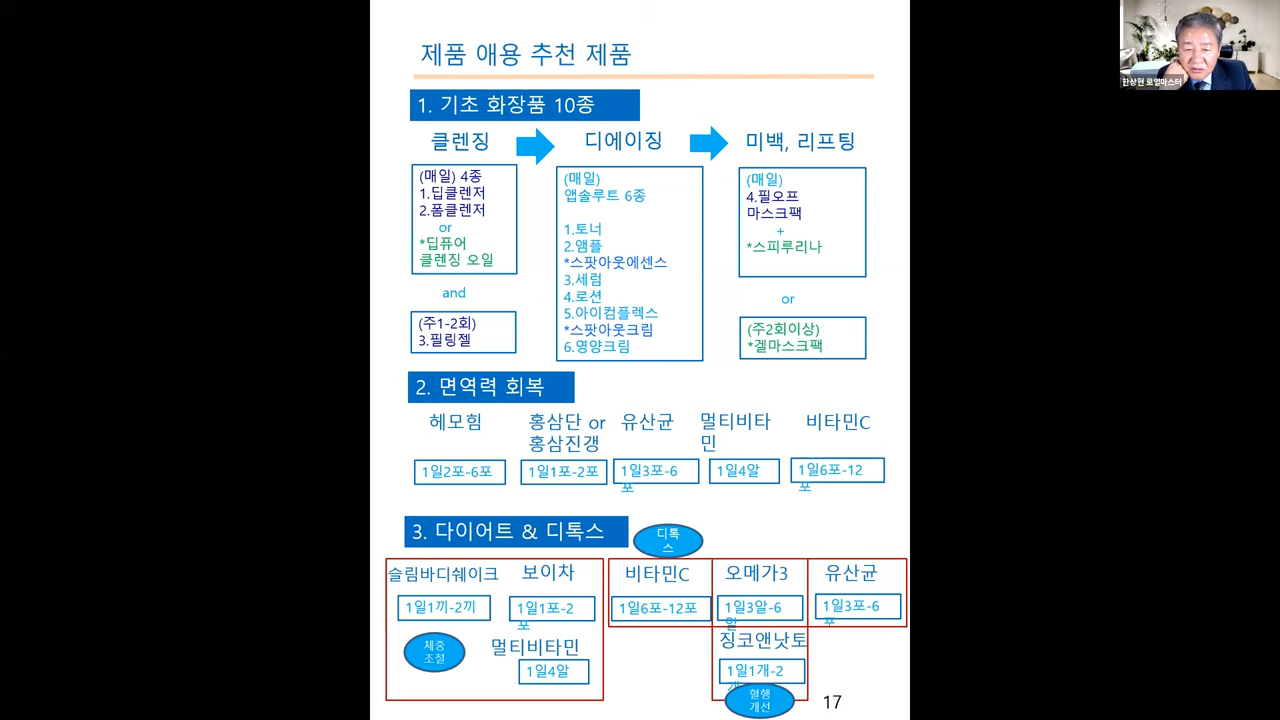 제품 애용 추천 제품
한상현 로열마스터
1. 기초 화장품 10종
클렌징
디에이징
미백, 리프팅
(매일) 4종
1.딥클렌저
2.폼클렌저
or
*딥퓨어
클렌징 오일
and
(주1-2회)
3.필링젤
(매일)
앱솔루트 6종
1.토너
2.앰플
*스팟아웃에센스
3.세럼
4.로션
5.아이컴플렉스
*스팟아웃크림
6.영양크림
(매일)
4.필오프
마스크팩
+
*스피루리나
or
(주2회이상)
*겔마스크팩
2. 면역력 회복
헤모힘
홍삼단 or
홍삼진갱
유산균
멀티비타
민
비타민C
1일2포-6포
1일1포-2포
1일3포-6
포
1일4알
1일6포-12
포
3. 다이어트 & 디톡스
디톡
스
슬림바디쉐이크
보이차
비타민C
오메가3
유산균
1일1끼-2끼
1일1포-2
포
1일6포-12포
1일3알-6
알
1일3포-6
포
체중
조절
멀티비타민
1일4알
징코앤낫토
1일1개-2
개
혈행
개선
17